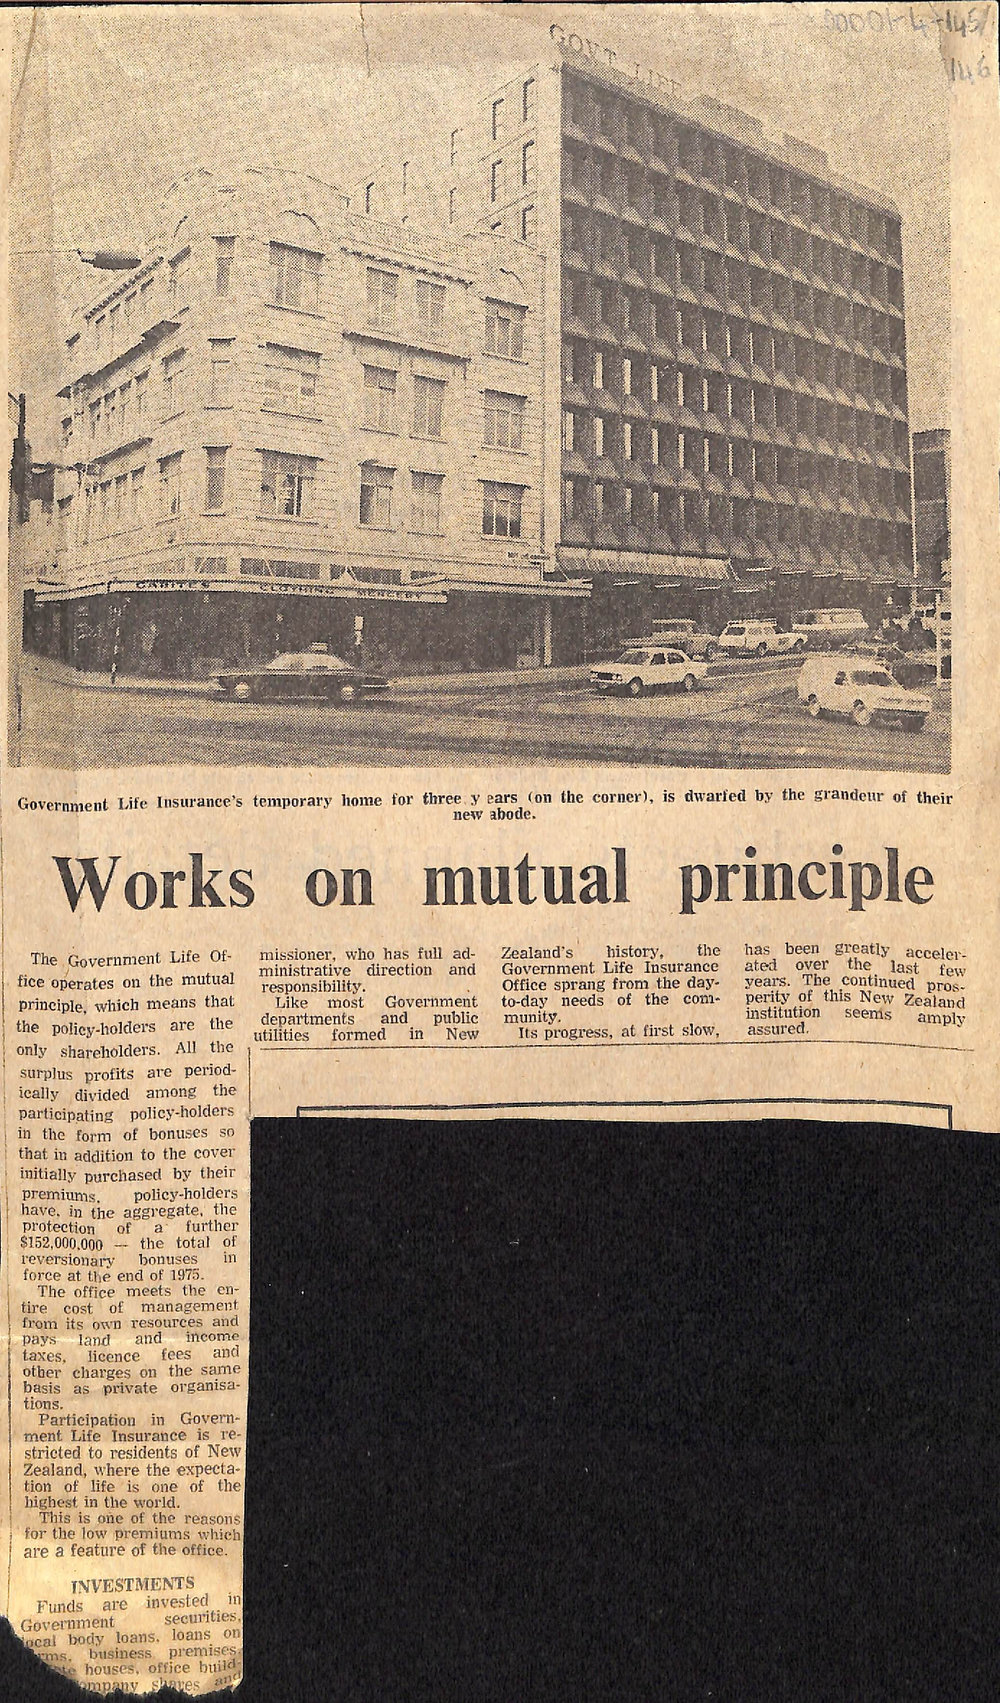 GOV'T LIFE
CLOTHING MERCERY
Government Life Insurance's temporary home for three y ears (on the corner), is dwarfed by the grandeur of their
new abode.
Works on mutual principle
The Government Life Of-
fice operates on the mutual
principle, which means that
the policy-holders are the
only shareholders. All the
surplus profits are period-
ically divided among the
participating policy-holders
in the form of bonuses so
that in addition to the cover
initially purchased by their
premiums, policy-holders
have, in the aggregate, the
protection of a further
$152,000,000 — the total of
reversionary bonuses in
force at the end of 1975.
The office meets the en-
tire cost of management
from its own resources and
pays land and income
taxes, licence fees and
other charges on the same
basis as private organisa-
tions.
Participation in Govern-
ment Life Insurance is re-
stricted to residents of New
Zealand, where the expecta-
tion of life is one of the
highest in the world.
This is one of the reasons
for the low premiums which
are a feature of the office.
INVESTMENTS
Funds are invested in
Government securities,
local body loans, loans on
business premises,
houses, office build-
company shares and
missioner, who has full ad-
ministrative direction and
responsibility.
Like most Government
departments and public
utilities formed in New
Zealand's history, the
Government Life Insurance
Office sprang from the day-
to-day needs of the com-
munity.
Its progress, at first slow,
has been greatly acceler-
ated over the last few
years. The continued pros-
perity of this New Zealand
institution seems amply
assured.